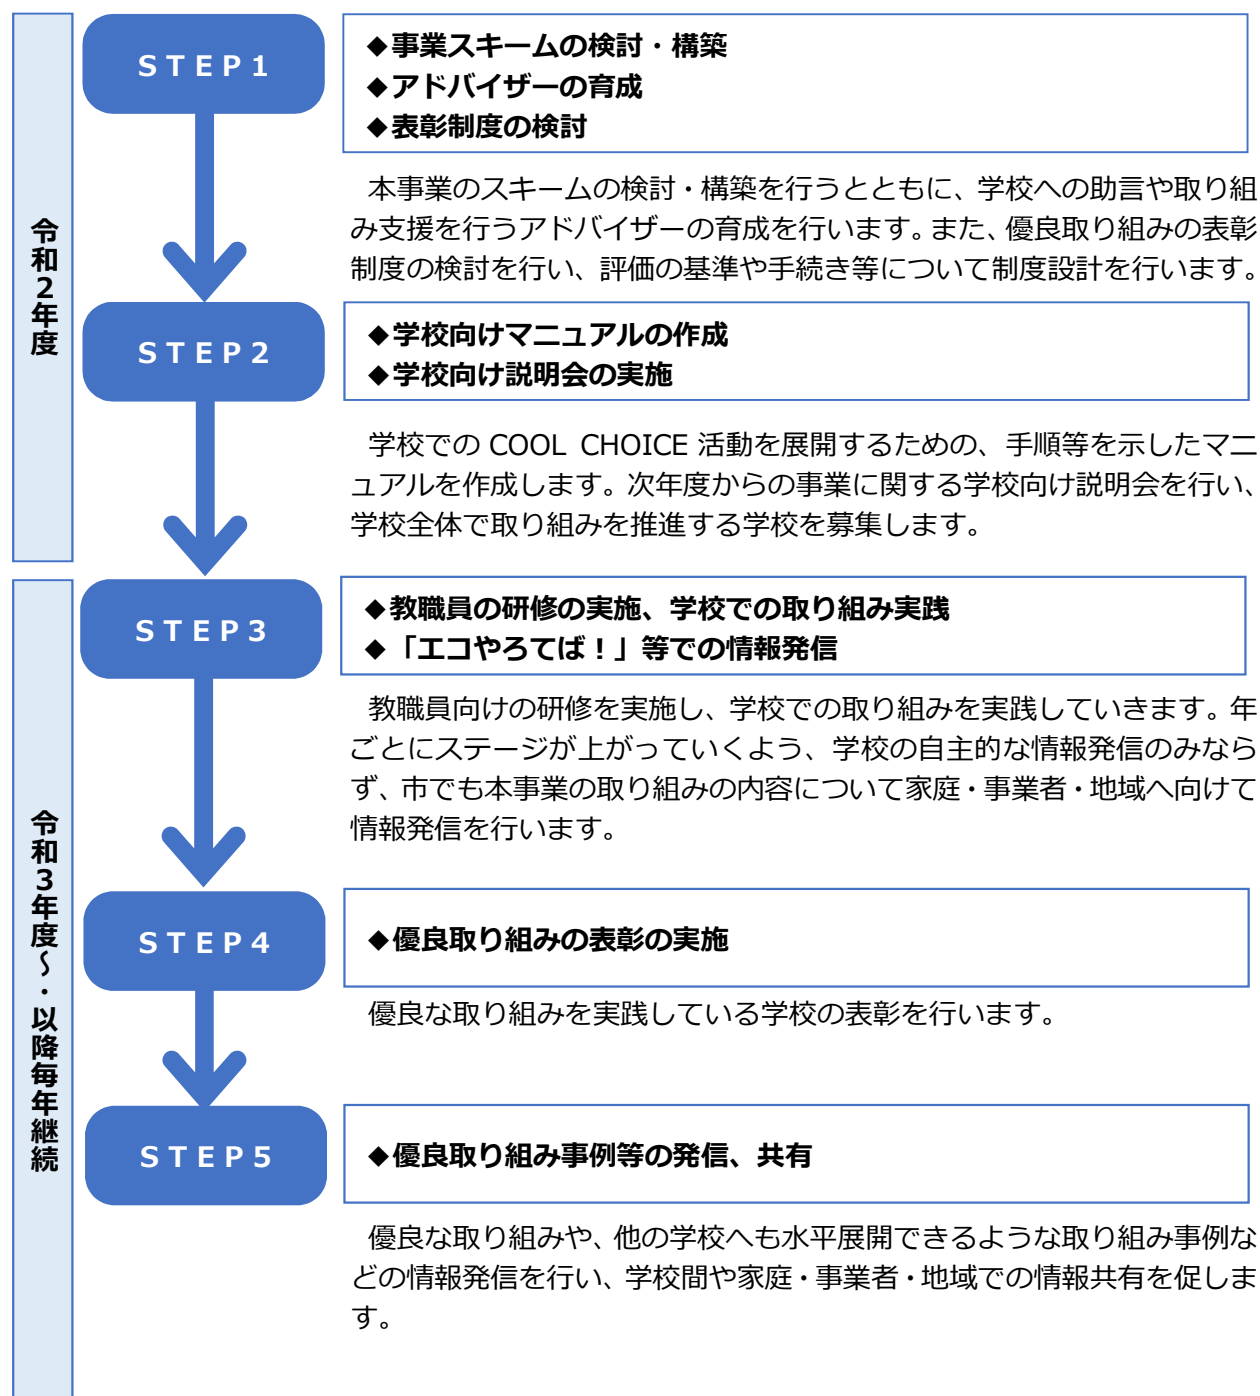 令和2年度
STEP1
◆事業スキームの検討・構築
◆アドバイザーの育成
◆表彰制度の検討
本事業のスキームの検討・構築を行うとともに、学校への助言や取り組
み支援を行うアドバイザーの育成を行います。また、優良取り組みの表彰
制度の検討を行い、評価の基準や手続き等について制度設計を行います。
STEP2
◆学校向けマニュアルの作成
◆学校向け説明会の実施
学校での COOL CHOICE 活動を展開するための、手順等を示したマニ
ュアルを作成します。次年度からの事業に関する学校向け説明会を行い、
学校全体で取り組みを推進する学校を募集します。
令和3年度~・以降毎年継続
STEP3
◆教職員の研修の実施、学校での取り組み実践
◆「エコやろてば!」等での情報発信
教職員向けの研修を実施し、学校での取り組みを実践していきます。年
ごとにステージが上がっていくよう、学校の自主的な情報発信のみなら
ず、市でも本事業の取り組みの内容について家庭・事業者・地域へ向けて
情報発信を行います。
STEP4
◆優良取り組みの表彰の実施
優良な取り組みを実践している学校の表彰を行います。
STEP5
◆優良取り組み事例等の発信、共有
優良な取り組みや、他の学校へも水平展開できるような取り組み事例な
どの情報発信を行い、学校間や家庭・事業者・地域での情報共有を促しま
す。